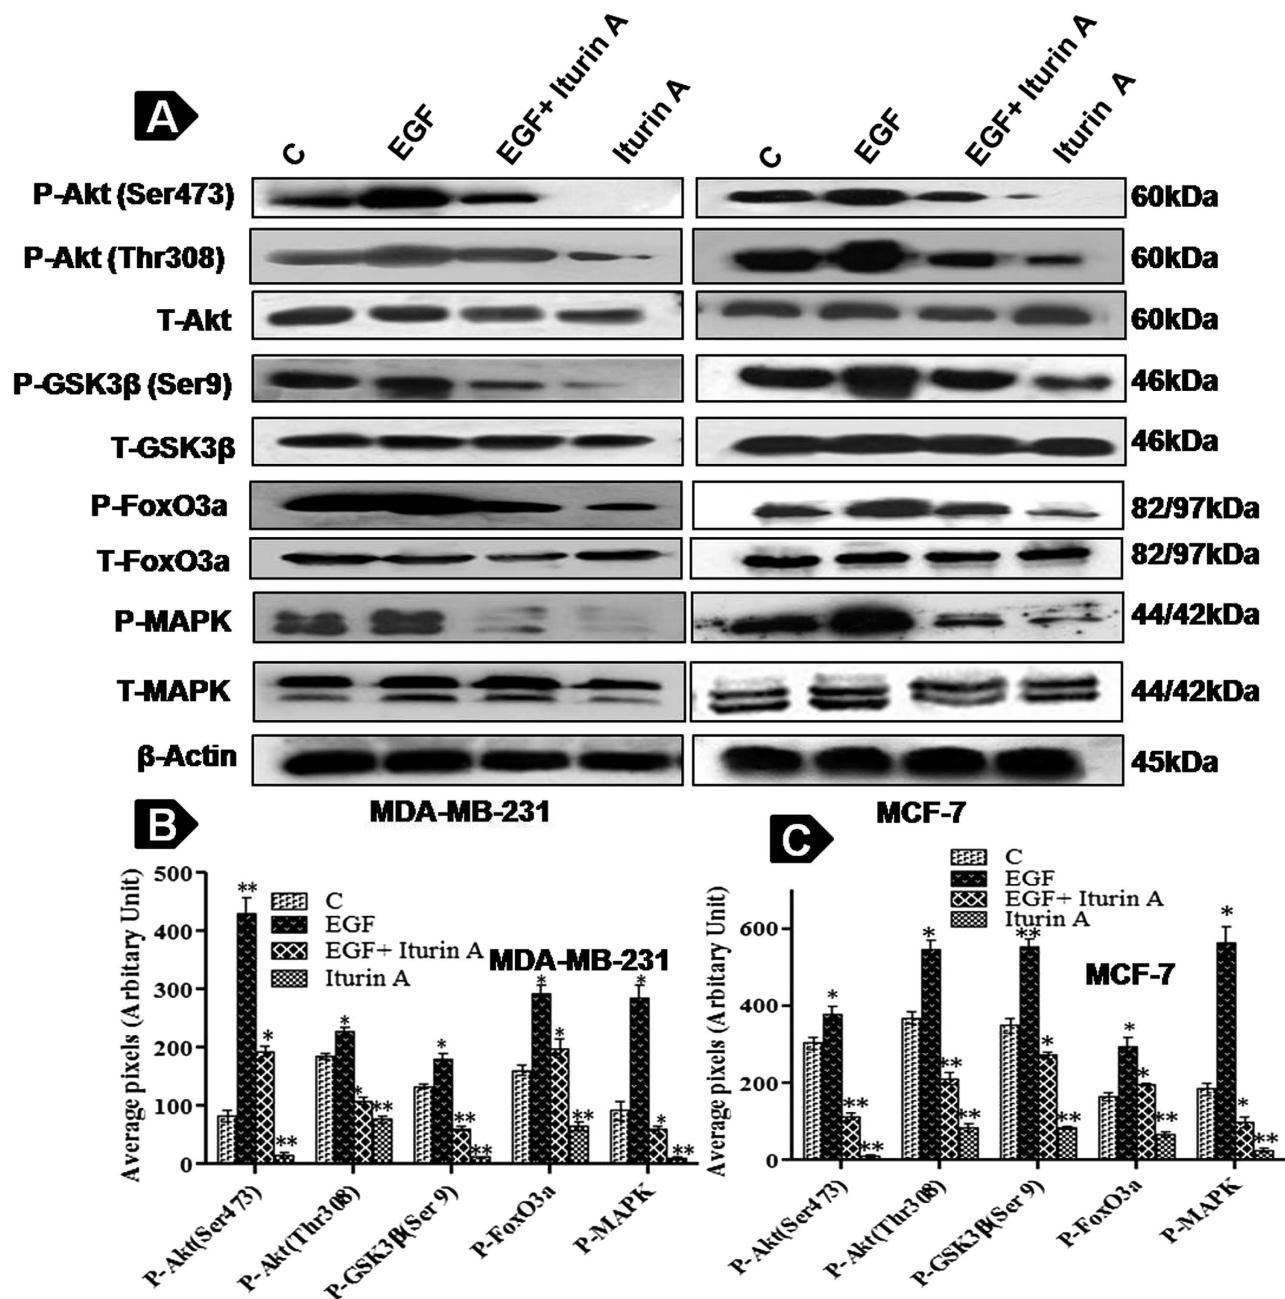 A
C EGF EGF+ Iturin A Iturin A C EGF EGF+ Iturin A Iturin A
P-Akt (Ser473) 60kDa
P-Akt (Thr308) 60kDa
T-Akt 60kDa
P-GSK3β (Ser9) 46kDa
T-GSK3β 46kDa
P-FoxO3a 82/97kDa
T-FoxO3a 82/97kDa
P-MAPK 44/42kDa
T-MAPK 44/42kDa
β-Actin 45kDa
MDA-MB-231 MCF-7
B
Average pixels (Arbitary Unit)
500
400
300
200
100
0
C
EGF
EGF+ Iturin A
Iturin A
MDA-MB-231
** * **
* * **
* ** **
* * **
* * **
P-Akt(Ser473) P-Akt(Thr308) P-GSK3β(Ser 9) P-FoxO3a P-MAPK
C
Average pixels (Arbitary Unit)
600
400
200
0
C
EGF
EGF+ Iturin A
Iturin A
MCF-7
* ** **
* ** **
** * **
* * **
* * **
P-Akt(Ser473) P-Akt(Thr308) P-GSK3β(Ser 9) P-FoxO3a P-MAPK